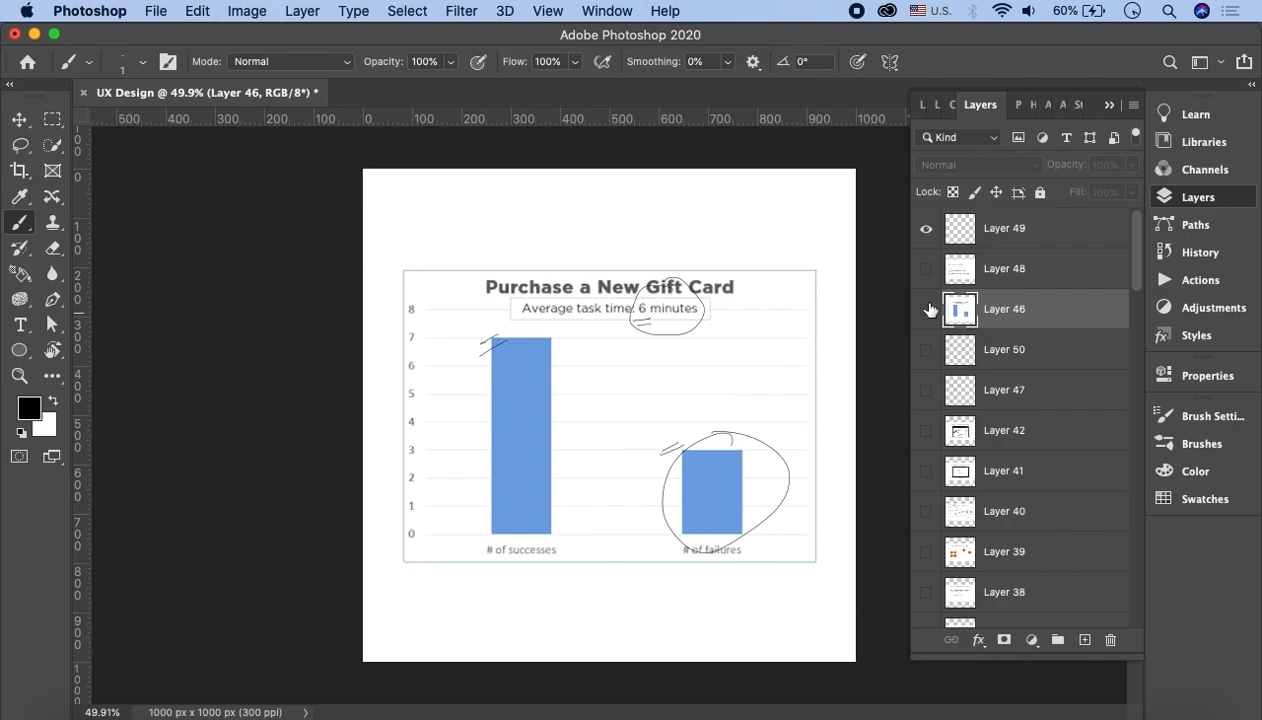 Photoshop File Edit Image Layer Type Select Filter 3D View Window Help U.S. 60%
Adobe Photoshop 2020
1 Mode: Normal Opacity: 100% Flow: 100% Smoothing: 0% 0°
UX Design @ 49.9% (Layer 46, RGB/8*) *
500 400 300 200 100 0 100 200 300 400 500 600 700 800 900 1000
Purchase a New Gift Card
Average task time: 6 minutes
8
7
6
5
4
3
2
1
0
# of successes # of failures
49.91% 1000 px x 1000 px (300 ppi)
L L C Layers P H A A St
Kind
Normal Opacity: 100%
Lock: Fill: 100%
Layer 49
Layer 48
Layer 46
Layer 50
Layer 47
Layer 42
Layer 41
Layer 40
Layer 39
Layer 38
fx
Learn
Libraries
Channels
Layers
Paths
History
Actions
Adjustments
Styles
Properties
Brush Setti...
Brushes
Color
Swatches